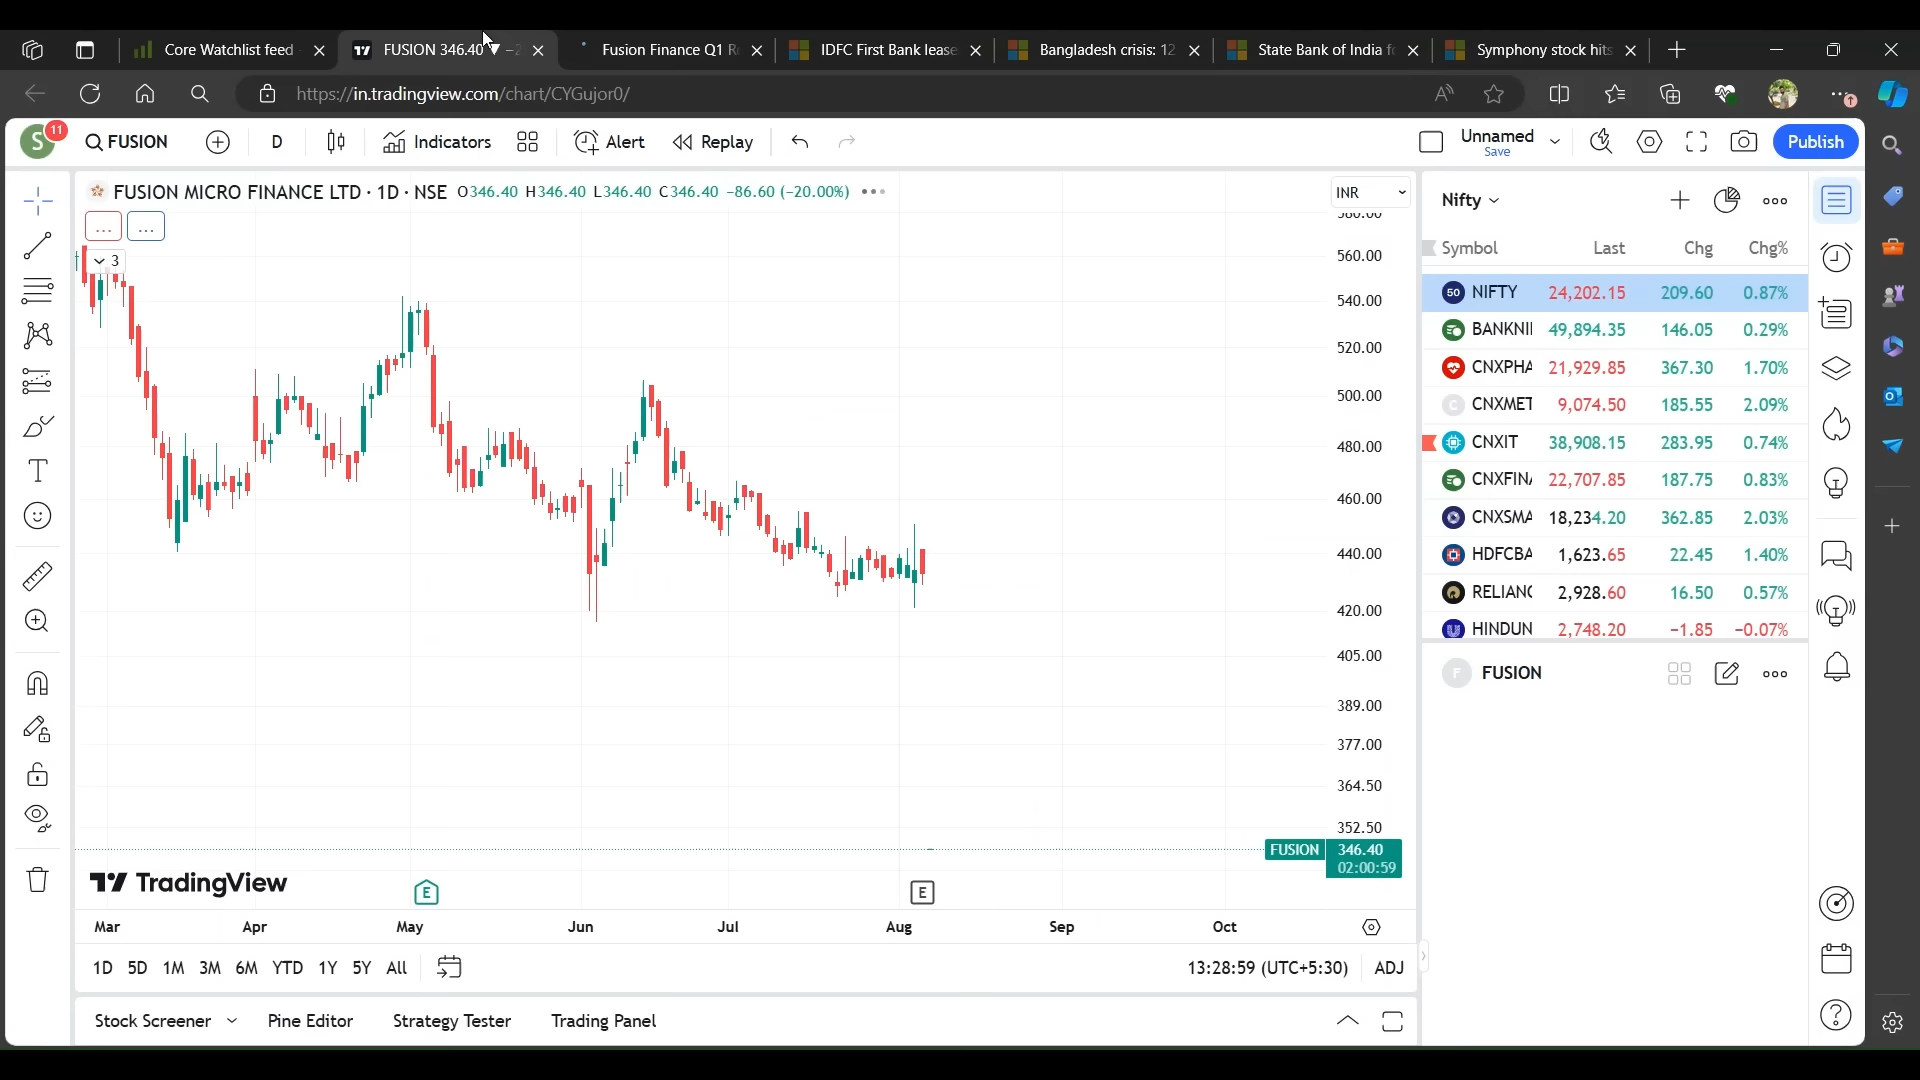 Core Watchlist feed
FUSION 346.40 ▼ −2
Fusion Finance Q1 R
IDFC First Bank lease
Bangladesh crisis: 12
State Bank of India f
Symphony stock hits
https://in.tradingview.com/chart/CYGujor0/
S
11
FUSION
D
Indicators
Alert
Replay
Unnamed
Save
Publish
FUSION MICRO FINANCE LTD · 1D · NSE O346.40 H346.40 L346.40 C346.40 −86.60 (−20.00%)
INR
...
...
3
580.00
560.00
540.00
520.00
500.00
480.00
460.00
440.00
420.00
405.00
389.00
377.00
364.50
352.50
FUSION 346.40
02:00:59
TradingView
E
E
Mar Apr May Jun Jul Aug Sep Oct
1D 5D 1M 3M 6M YTD 1Y 5Y All
13:28:59 (UTC+5:30) ADJ
Stock Screener Pine Editor Strategy Tester Trading Panel
Nifty
Symbol Last Chg Chg%
50 NIFTY 24,202.15 209.60 0.87%
BANKNI 49,894.35 146.05 0.29%
CNXPHA 21,929.85 367.30 1.70%
C CNXMET 9,074.50 185.55 2.09%
CNXIT 38,908.15 283.95 0.74%
CNXFIN 22,707.85 187.75 0.83%
CNXSMA 18,234.20 362.85 2.03%
HDFCBA 1,623.65 22.45 1.40%
RELIANC 2,928.60 16.50 0.57%
HINDUN 2,748.20 −1.85 −0.07%
F FUSION